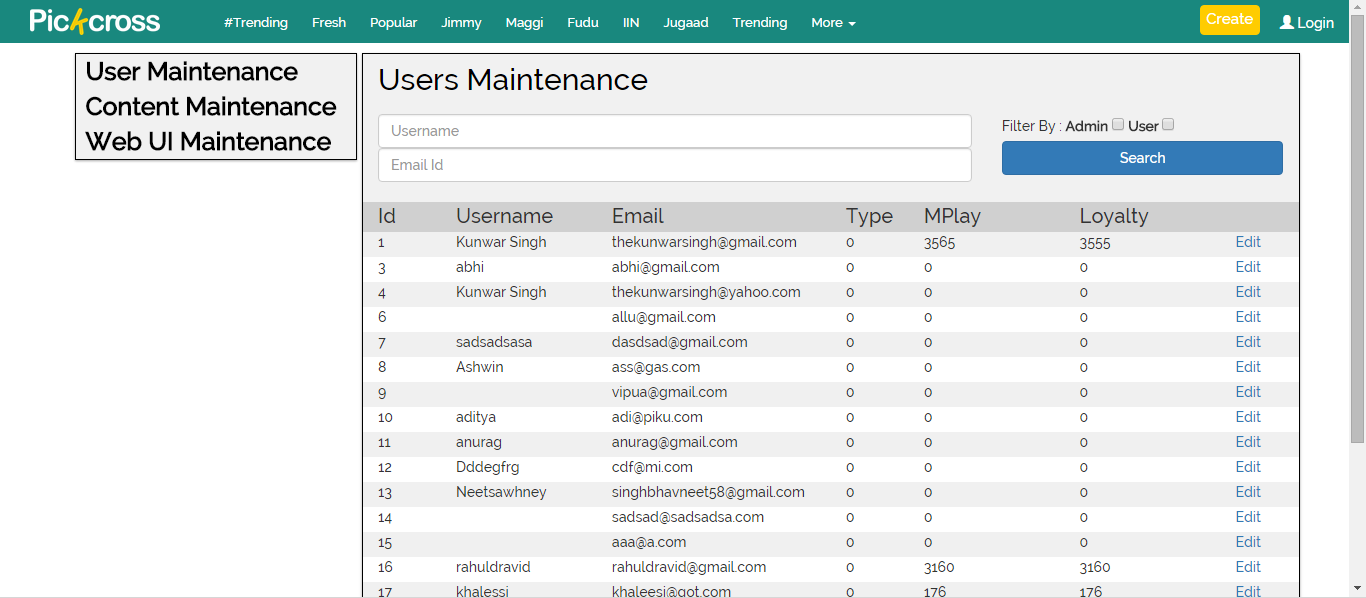 Pickcross #Trending Fresh Popular Jimmy Maggi Fudu IIN Jugaad Trending More Create Login
User Maintenance
Content Maintenance
Web UI Maintenance
Users Maintenance
Username
Email Id
Filter By : Admin User
Search
Id Username Email Type MPlay Loyalty
1 Kunwar Singh thekunwarsingh@gmail.com 0 3565 3555 Edit
3 abhi abhi@gmail.com 0 0 0 Edit
4 Kunwar Singh thekunwarsingh@yahoo.com 0 0 0 Edit
6 allu@gmail.com 0 0 0 Edit
7 sadsadsasa dasdsad@gmail.com 0 0 0 Edit
8 Ashwin ass@gas.com 0 0 0 Edit
9 vipua@gmail.com 0 0 0 Edit
10 aditya adi@piku.com 0 0 0 Edit
11 anurag anurag@gmail.com 0 0 0 Edit
12 Dddegfrg cdf@mi.com 0 0 0 Edit
13 Neetsawhney singhbhavneet58@gmail.com 0 0 0 Edit
14 sadsad@sadsadsa.com 0 0 0 Edit
15 aaa@a.com 0 0 0 Edit
16 rahuldravid rahuldravid@gmail.com 0 3160 3160 Edit
17 khalessi khaleesi@got.com 0 176 176 Edit